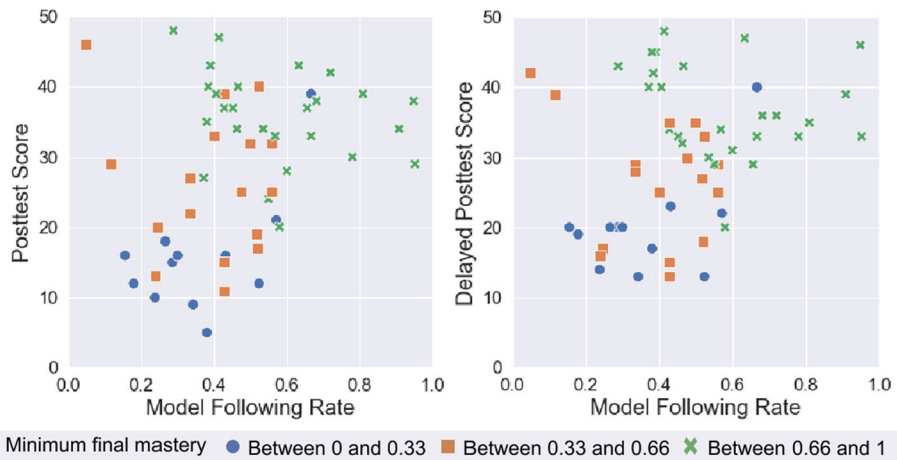 50
40
30
20
10
0
Posttest Score
0.0 0.2 0.4 0.6 0.8 1.0
Model Following Rate
50
40
30
20
10
0
Delayed Posttest Score
0.0 0.2 0.4 0.6 0.8 1.0
Model Following Rate
Minimum final mastery Between 0 and 0.33 Between 0.33 and 0.66 Between 0.66 and 1